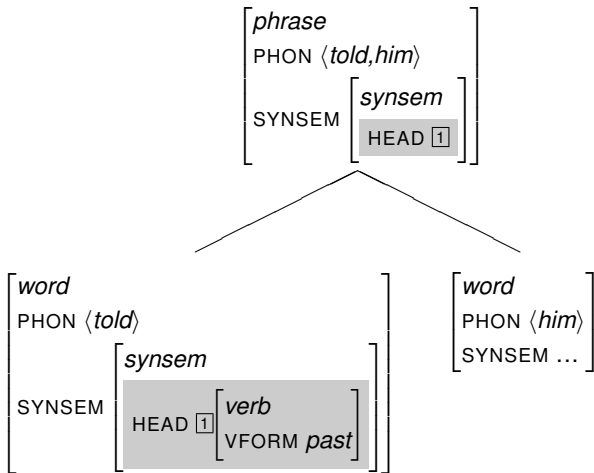 phrase
PHON ⟨told,him⟩
synsem
SYNSEM
HEAD 1
word
PHON ⟨told⟩
synsem
SYNSEM
HEAD 1
verb
VFORM past
word
PHON ⟨him⟩
SYNSEM ...